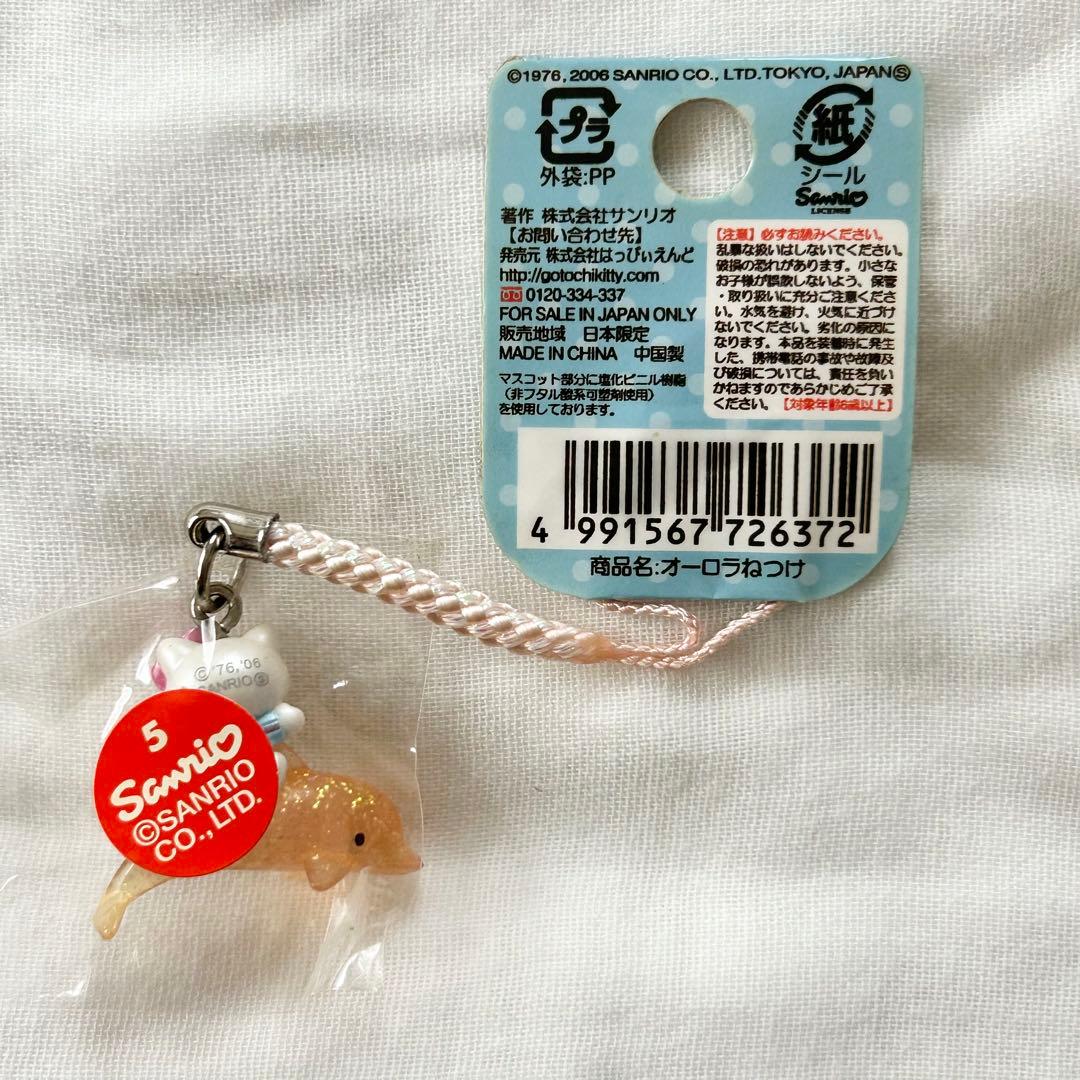 ©1976, 2006 SANRIO CO., LTD. TOKYO, JAPAN Ⓢ
プラ
外袋:PP
紙
シール
Sanrio
LICENSE
著作 株式会社サンリオ
【お問い合わせ先】
発売元 株式会社はっぴぃえんど
http://gotochikitty.com
0120-334-337
FOR SALE IN JAPAN ONLY
販売地域 日本限定
MADE IN CHINA 中国製
マスコット部分に塩化ビニル樹脂
(非フタル酸系可塑剤使用)
を使用しております。
【注意】必ずお読みください。
乱暴な扱いはしないでください。
破損の恐れがあります。小さな
お子様が誤飲しないよう、保管
・取り扱いに充分ご注意くださ
い。水気を避け、火気に近づけ
ないでください。劣化の原因に
なります。本品を装着時に発生
した、携帯電話の事故や故障及
び破損については、責任を負い
かねますのであらかじめご了承
ください。【対象年齢6歳以上】
4 991567 726372
商品名:オーロラねつけ
© '76, '06
SANRIO Ⓢ
5
Sanrio
©SANRIO
CO., LTD.